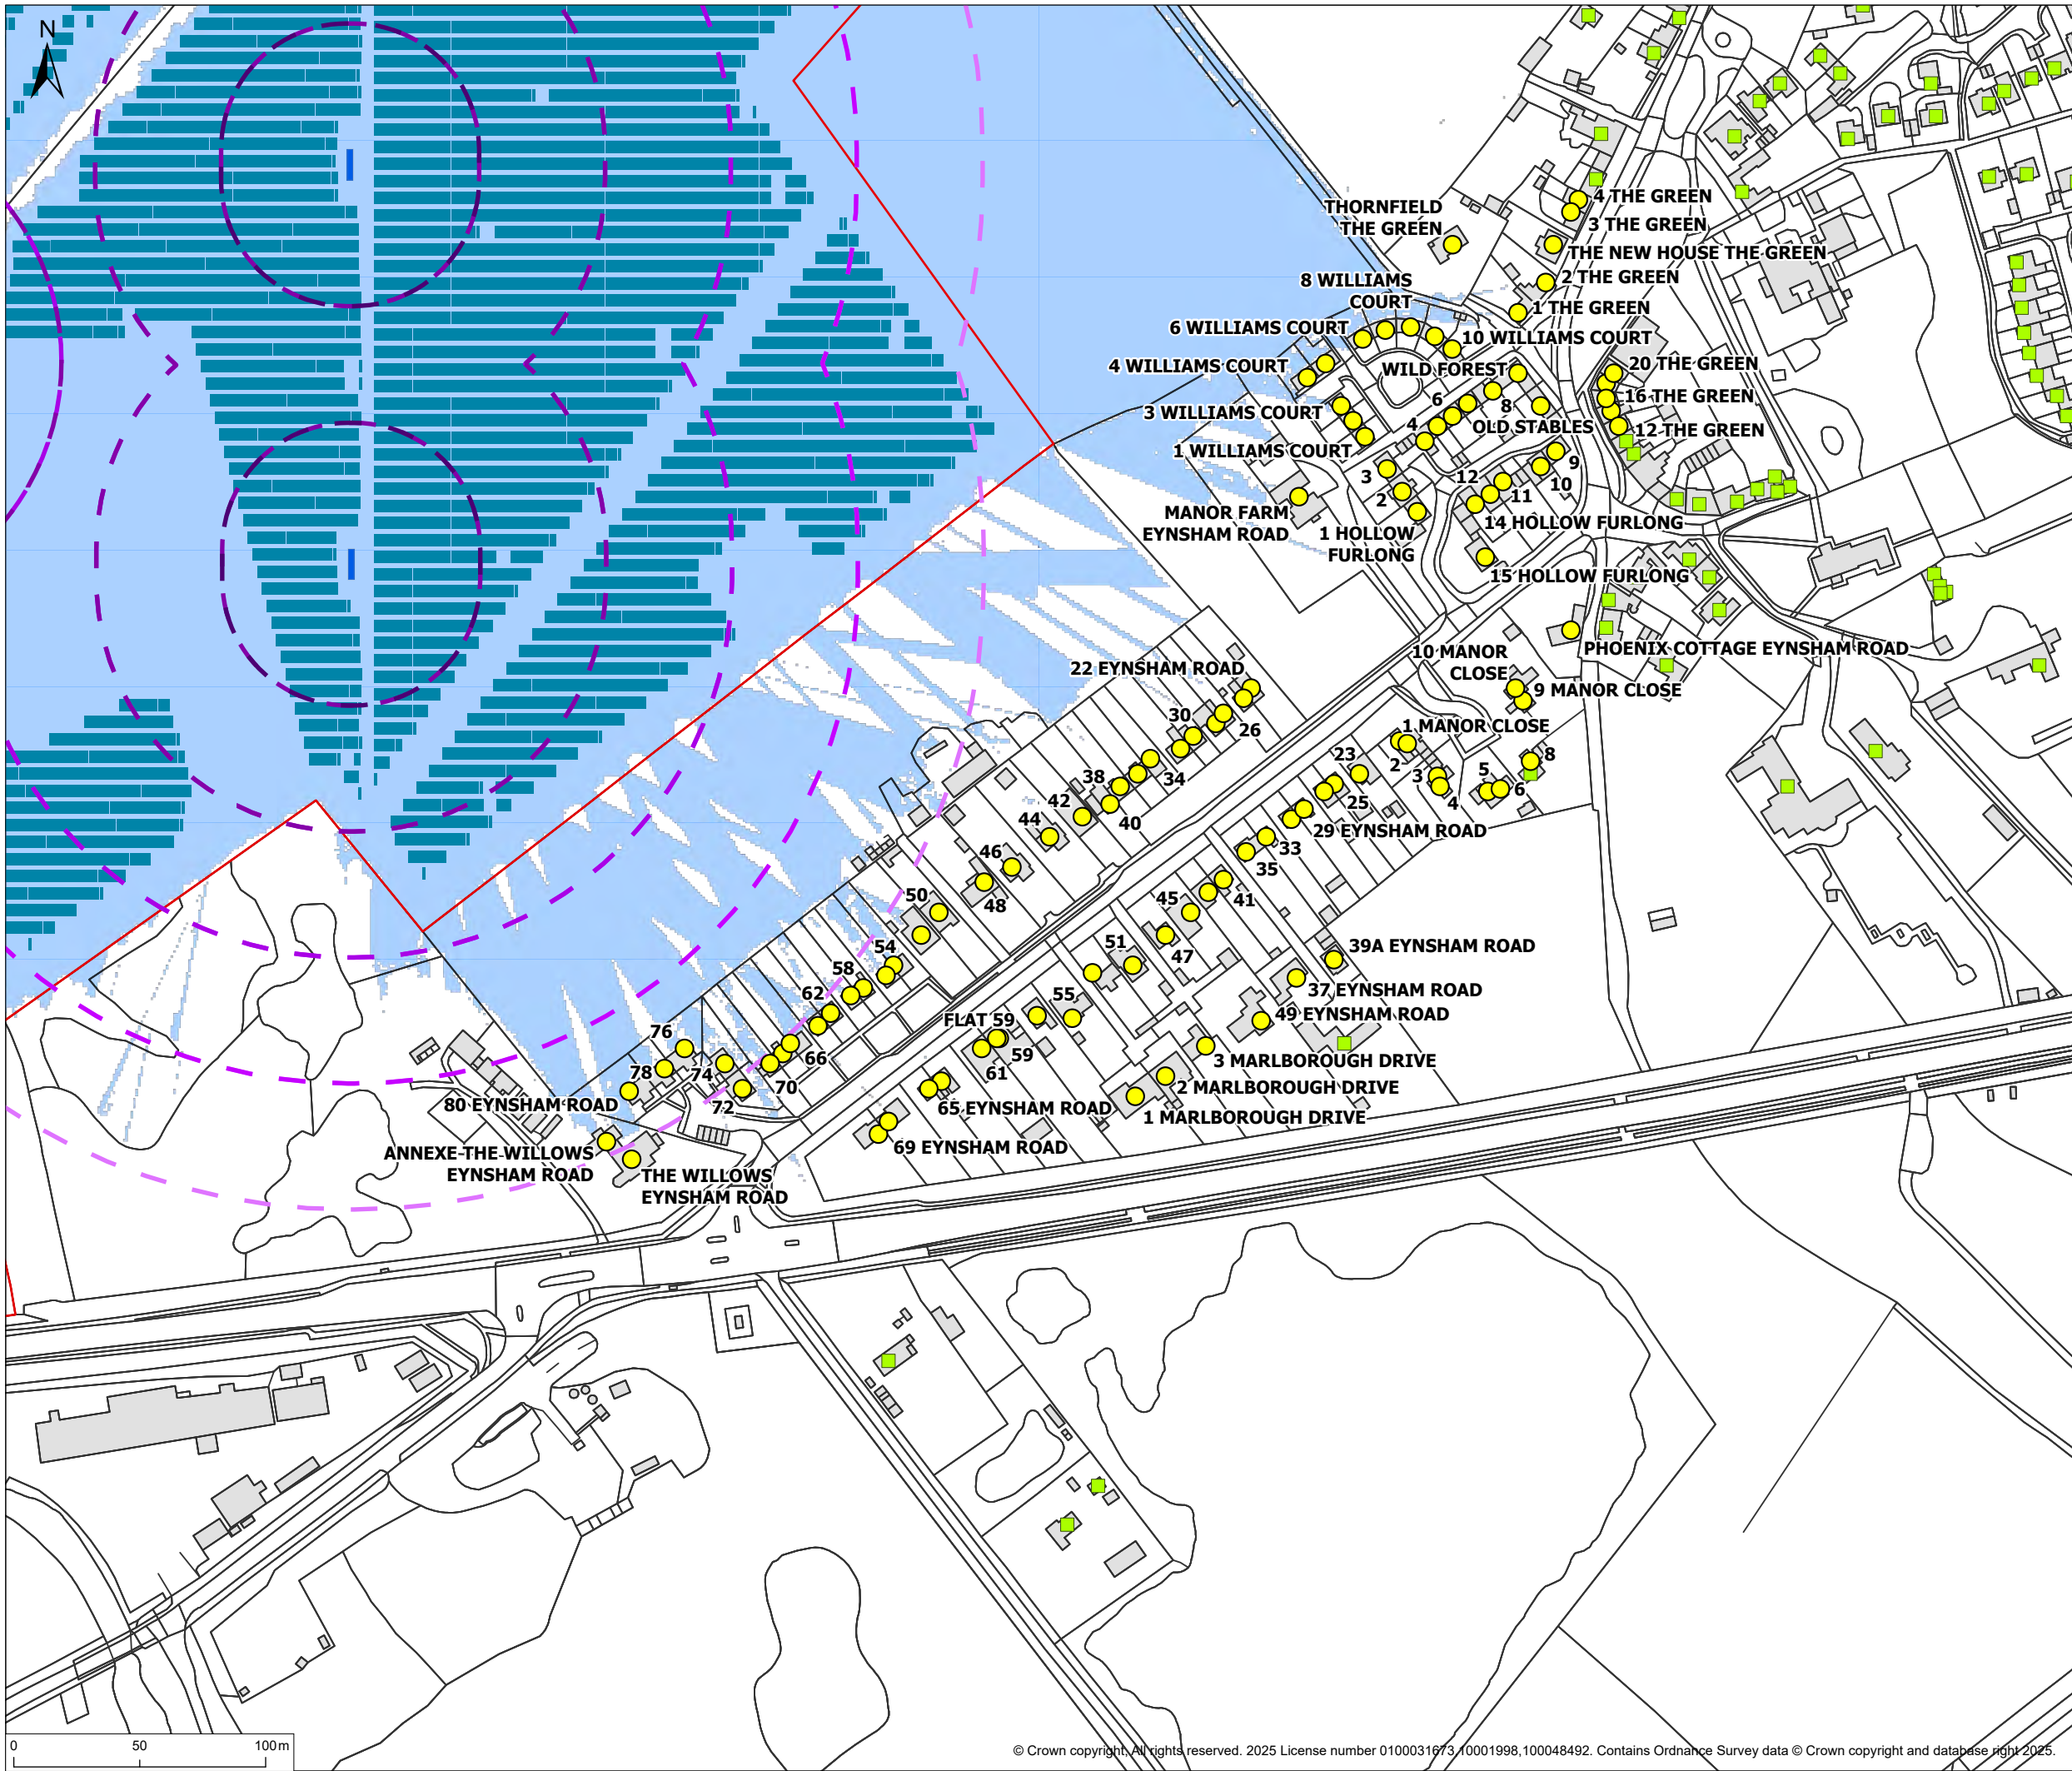 N
4 THE GREEN
THORNFIELD
THE GREEN
3 THE GREEN
THE NEW HOUSE THE GREEN
2 THE GREEN
8 WILLIAMS
COURT
1 THE GREEN
6 WILLIAMS COURT
10 WILLIAMS COURT
4 WILLIAMS COURT
WILD FOREST
20 THE GREEN
16 THE GREEN
3 WILLIAMS COURT
6
8
4
OLD STABLES
12 THE GREEN
1 WILLIAMS COURT
3
12
9
2
11
10
MANOR FARM
EYNSHAM ROAD
14 HOLLOW FURLONG
1 HOLLOW
FURLONG
15 HOLLOW FURLONG
PHOENIX COTTAGE EYNSHAM ROAD
10 MANOR
CLOSE
22 EYNSHAM ROAD
9 MANOR CLOSE
30
26
1 MANOR CLOSE
2
23
34
3
5
8
38
25
6
4
42
40
44
29 EYNSHAM ROAD
46
33
35
48
50
45
41
54
51
47
39A EYNSHAM ROAD
58
62
55
37 EYNSHAM ROAD
49 EYNSHAM ROAD
FLAT 59
76
66
59
61
3 MARLBOROUGH DRIVE
78
74
70
2 MARLBOROUGH DRIVE
80 EYNSHAM ROAD
72
65 EYNSHAM ROAD
1 MARLBOROUGH DRIVE
69 EYNSHAM ROAD
ANNEXE THE WILLOWS
EYNSHAM ROAD
THE WILLOWS
EYNSHAM ROAD
0 50 100m
© Crown copyright, All rights reserved. 2025 License number 0100031673,10001998,100048492. Contains Ordnance Survey data © Crown copyright and database right 2025.